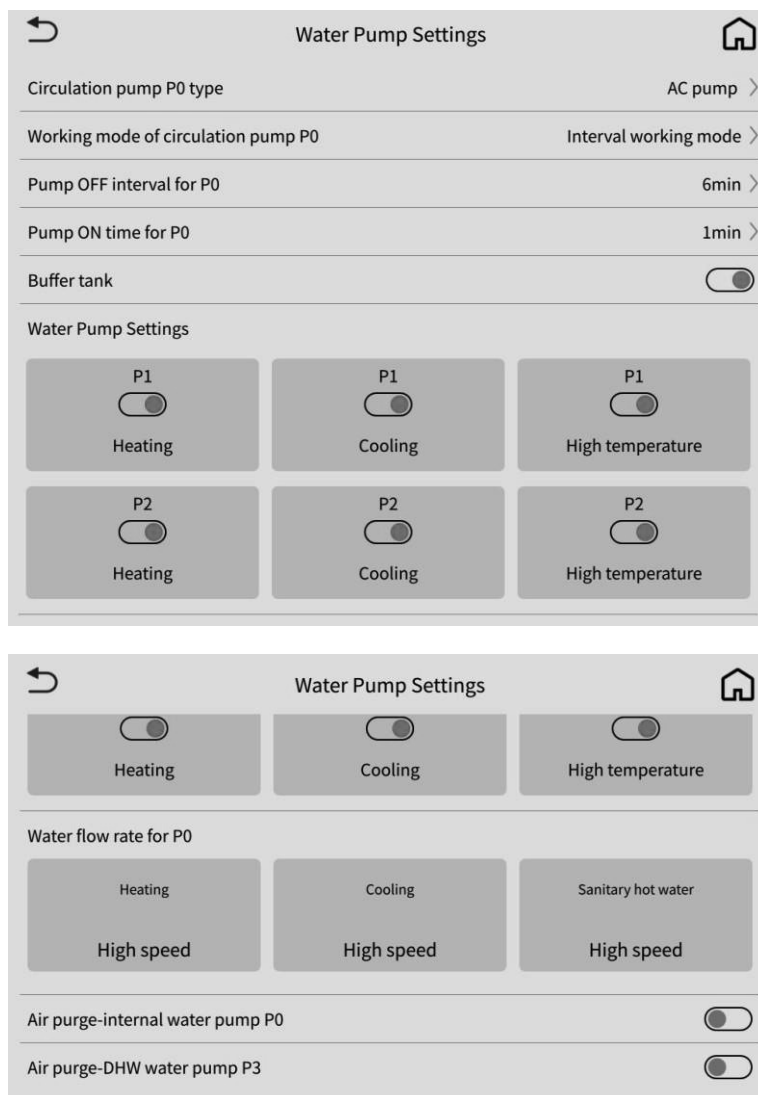 Water Pump Settings
Circulation pump P0 type AC pump
Working mode of circulation pump P0 Interval working mode
Pump OFF interval for P0 6min
Pump ON time for P0 1min
Buffer tank
Water Pump Settings
P1 P1 P1
Heating Cooling High temperature
P2 P2 P2
Heating Cooling High temperature
Water Pump Settings
Heating Cooling High temperature
Water flow rate for P0
Heating Cooling Sanitary hot water
High speed High speed High speed
Air purge-internal water pump P0
Air purge-DHW water pump P3